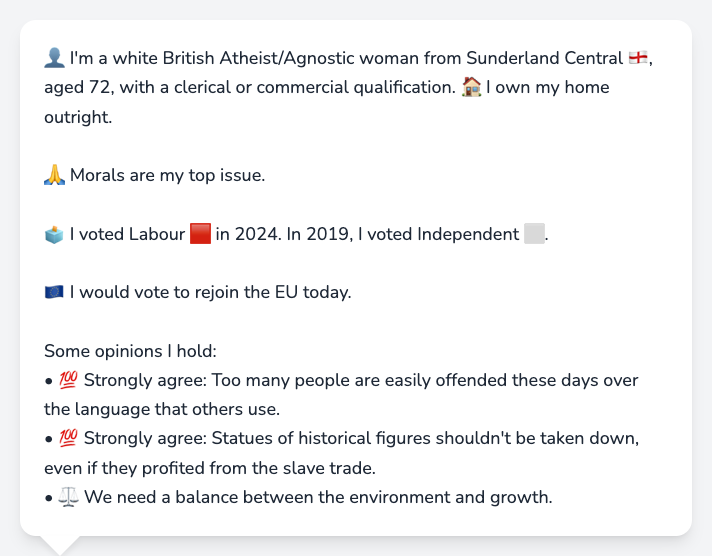 👤 I'm a white British Atheist/Agnostic woman from Sunderland Central 🏴󠁧󠁢󠁥󠁮󠁧󠁿,
aged 72, with a clerical or commercial qualification. 🏠 I own my home
outright.
🙏 Morals are my top issue.
🗳️ I voted Labour 🟥 in 2024. In 2019, I voted Independent ⬜.
🇪🇺 I would vote to rejoin the EU today.
Some opinions I hold:
• 💯 Strongly agree: Too many people are easily offended these days over
the language that others use.
• 💯 Strongly agree: Statues of historical figures shouldn't be taken down,
even if they profited from the slave trade.
• ⚖️ We need a balance between the environment and growth.